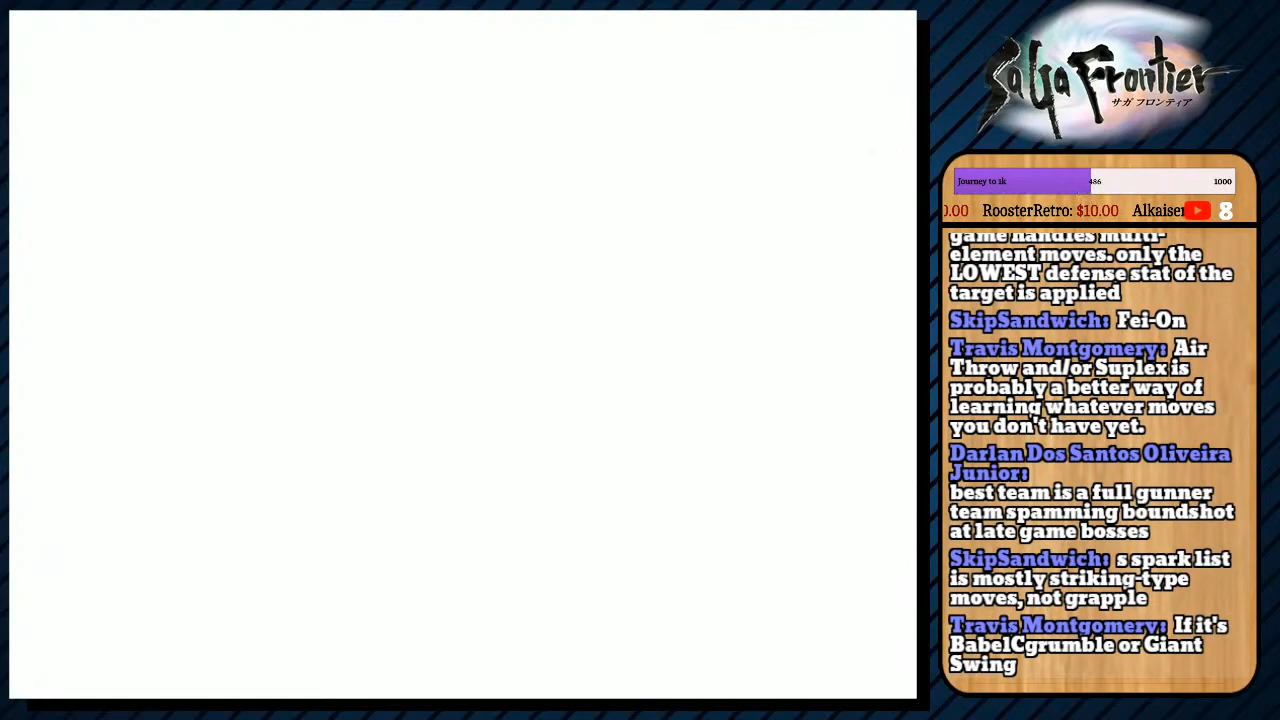 SaGa Frontier
サガ フロンティア
Journey to 1k 486 1000
0.00 RoosterRetro: $10.00 Alkaiser 8
game handles multi-
element moves. only the
LOWEST defense stat of the
target is applied
SkipSandwich: Fei-On
Travis Montgomery: Air
Throw and/or Suplex is
probably a better way of
learning whatever moves
you don't have yet.
Darlan Dos Santos Oliveira
Junior:
best team is a full gunner
team spamming boundshot
at late game bosses
SkipSandwich: s spark list
is mostly striking-type
moves, not grapple
Travis Montgomery: If it's
BabelCgrumble or Giant
Swing